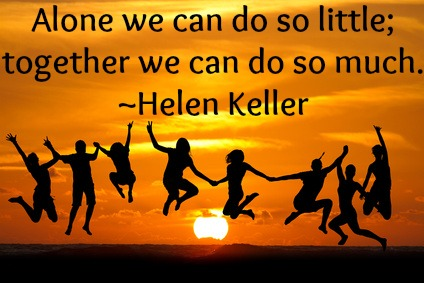 Alone we can do so little;
together we can do so much.
~Helen Keller